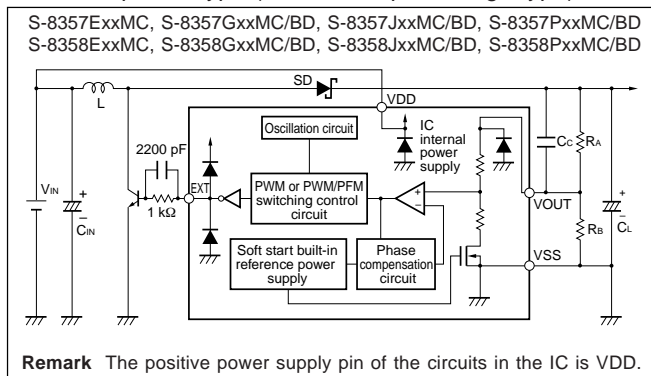 S-8357ExxMC, S-8357GxxMC/BD, S-8357JxxMC/BD, S-8357PxxMC/BD
S-8358ExxMC, S-8358GxxMC/BD, S-8358JxxMC/BD, S-8358PxxMC/BD
SD
L
VDD
Oscillation circuit
IC
internal
power
supply
2200 pF
CC
RA
VIN
EXT
PWM or PWM/PFM
switching control
circuit
+
−
+
−
CIN
1 kΩ
VOUT
+
−
CL
RB
Soft start built-in
reference power
supply
Phase
compensation
circuit
VSS
Remark The positive power supply pin of the circuits in the IC is VDD.